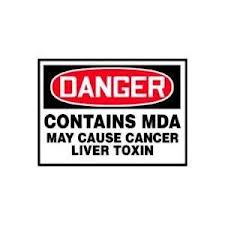 DANGER
CONTAINS MDA
MAY CAUSE CANCER
LIVER TOXIN